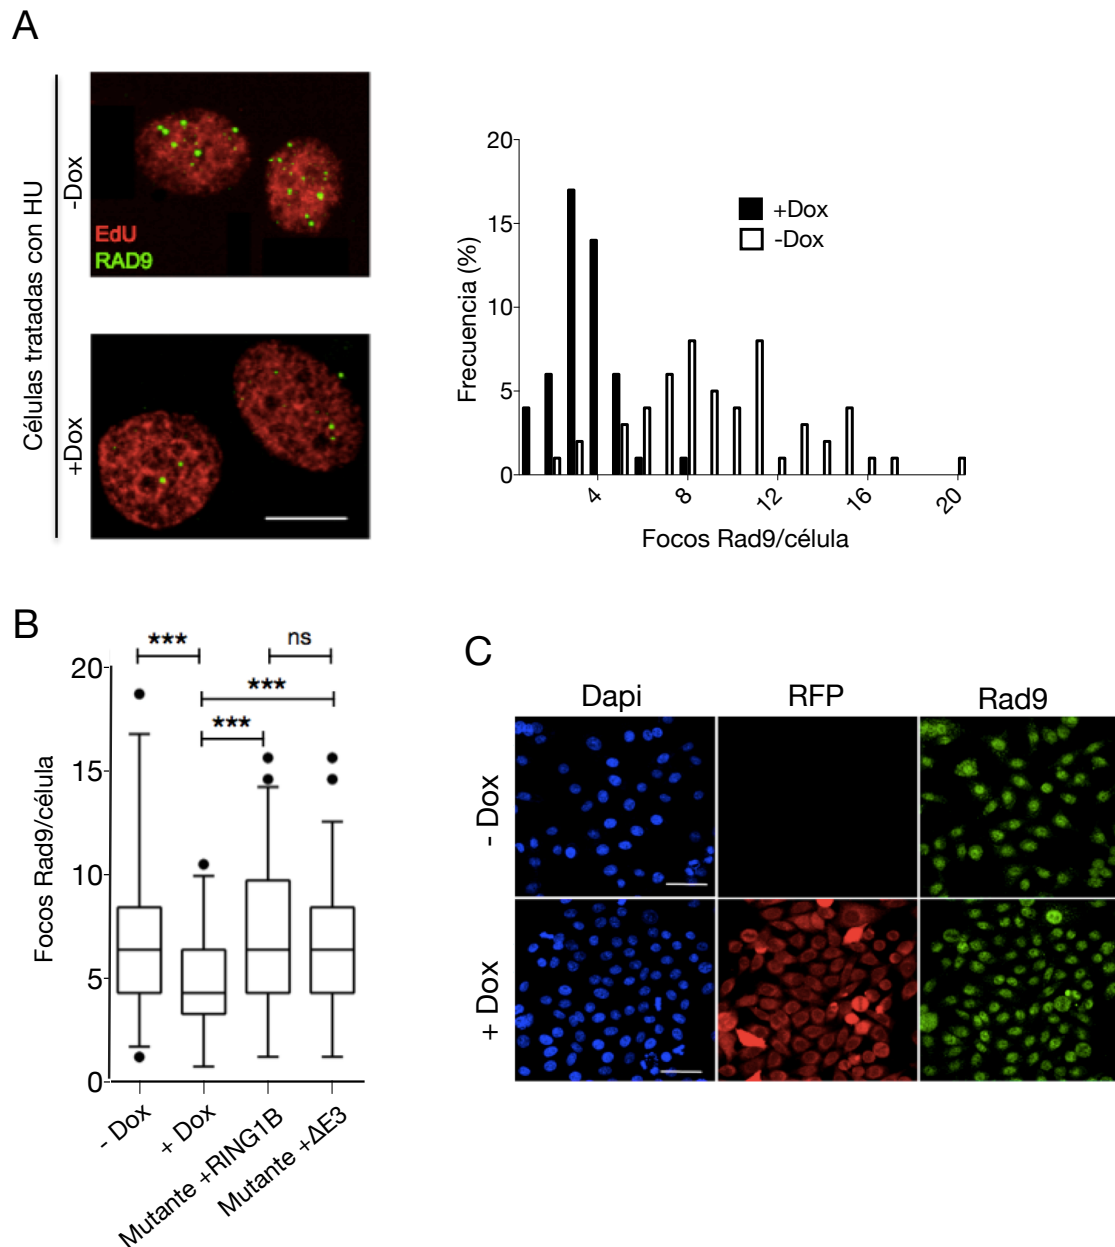 A
Células tratadas con HU
-Dox
EdU
RAD9
+Dox
Frecuencia (%)
20
15
10
5
0
+Dox
-Dox
4
8
12
16
20
Focos Rad9/célula
B
***
ns
***
***
Focos Rad9/célula
20
15
10
5
0
- Dox
+ Dox
Mutante +RING1B
Mutante +ΔE3
C
Dapi
RFP
Rad9
- Dox
+ Dox